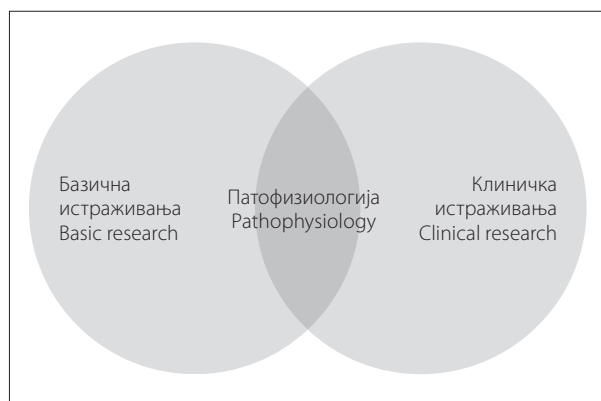 Базична
истраживања
Basic research
Патофизиологија
Pathophysiology
Клиничка
истраживања
Clinical research